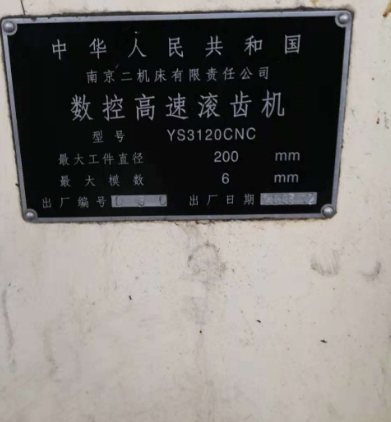 中华人民共和国
南京二机床有限责任公司
数控高速滚齿机
型号 YS3120CNC
最大工件直径 200 mm
最大模数 6 mm
出厂编号 出厂日期